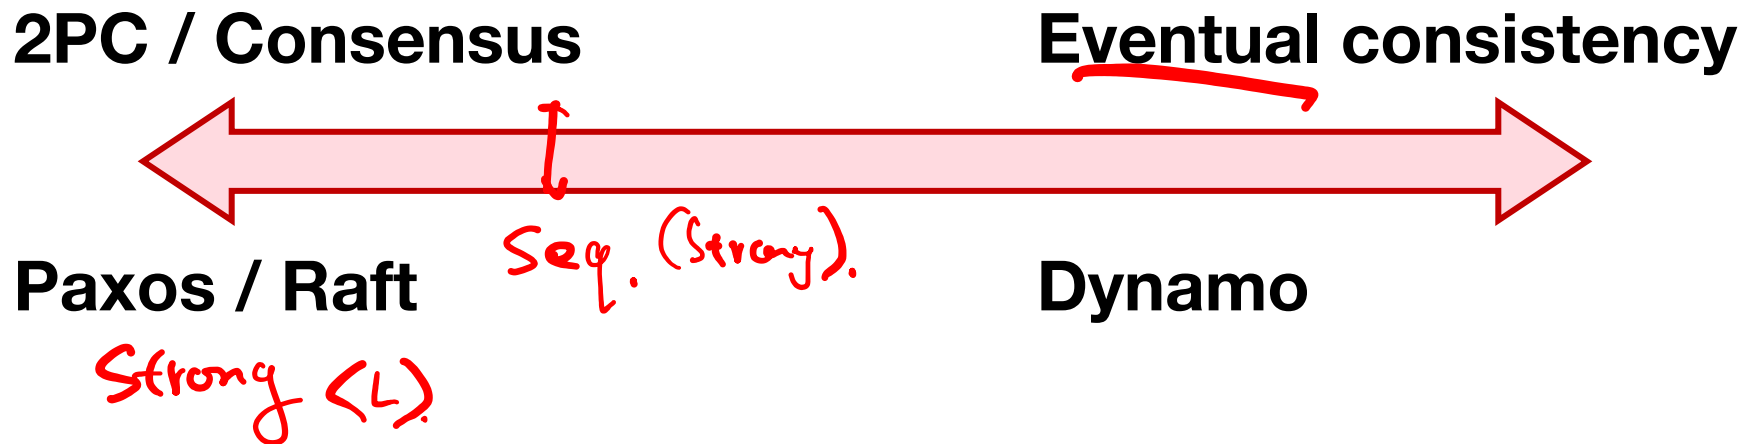 2PC / Consensus
Eventual consistency
Seq. (Strong).
Paxos / Raft
Dynamo
Strong (L).